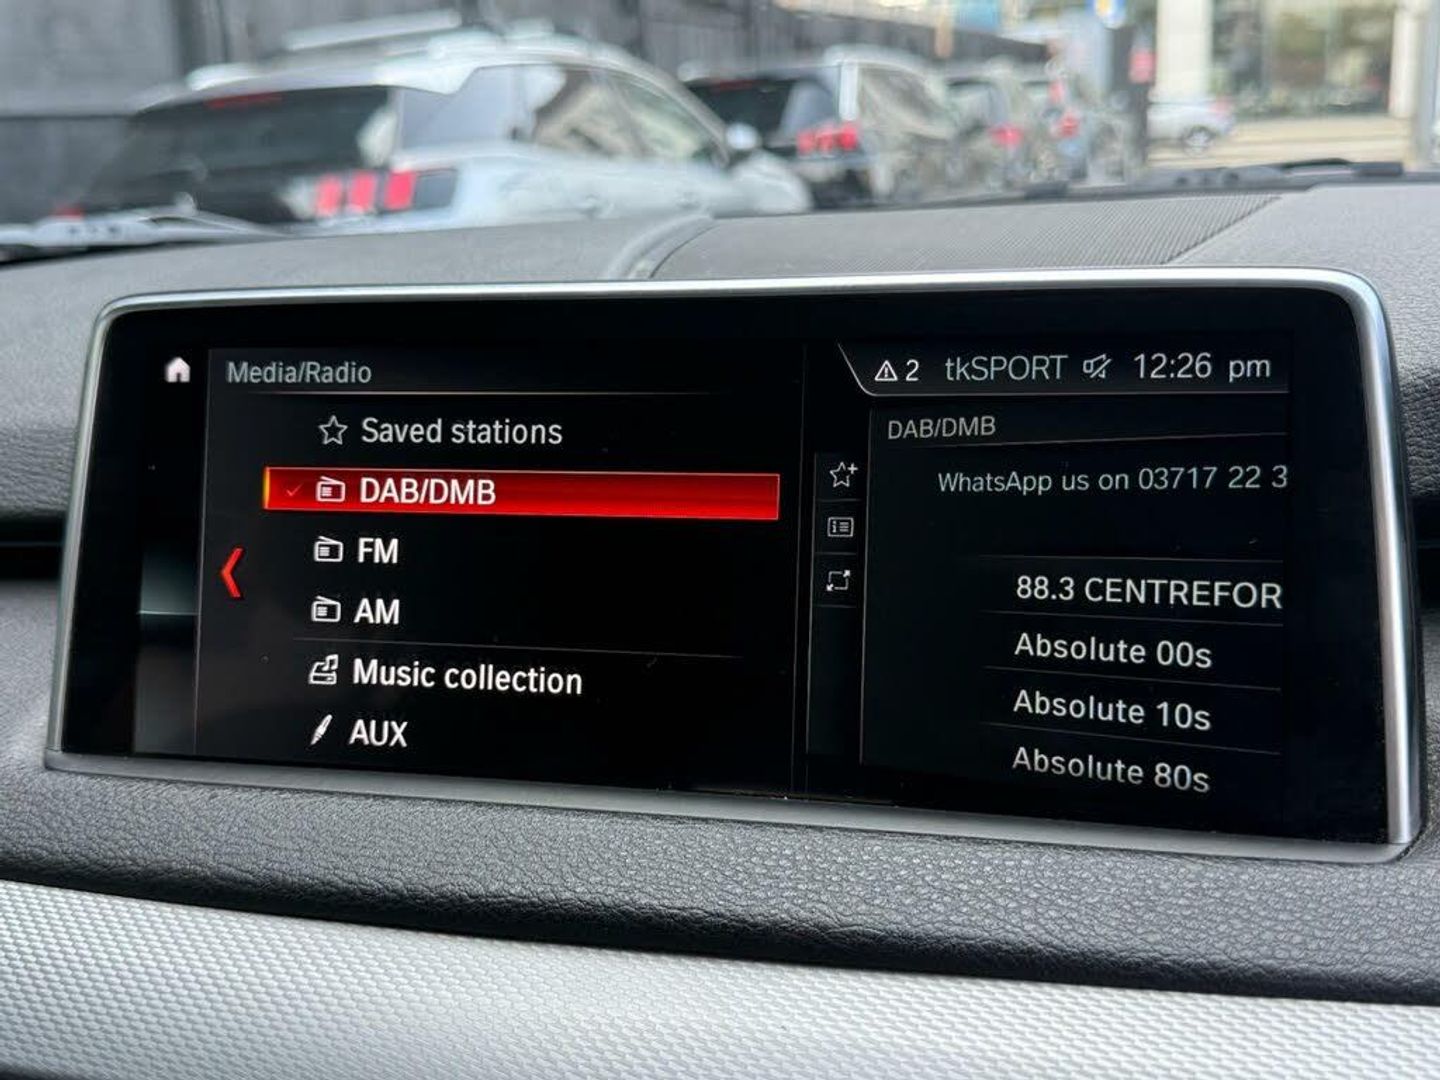 Media/Radio
Saved stations
DAB/DMB
FM
AM
Music collection
AUX
2 tkSPORT 12:26 pm
DAB/DMB
WhatsApp us on 03717 22 3
88.3 CENTREFOR
Absolute 00s
Absolute 10s
Absolute 80s